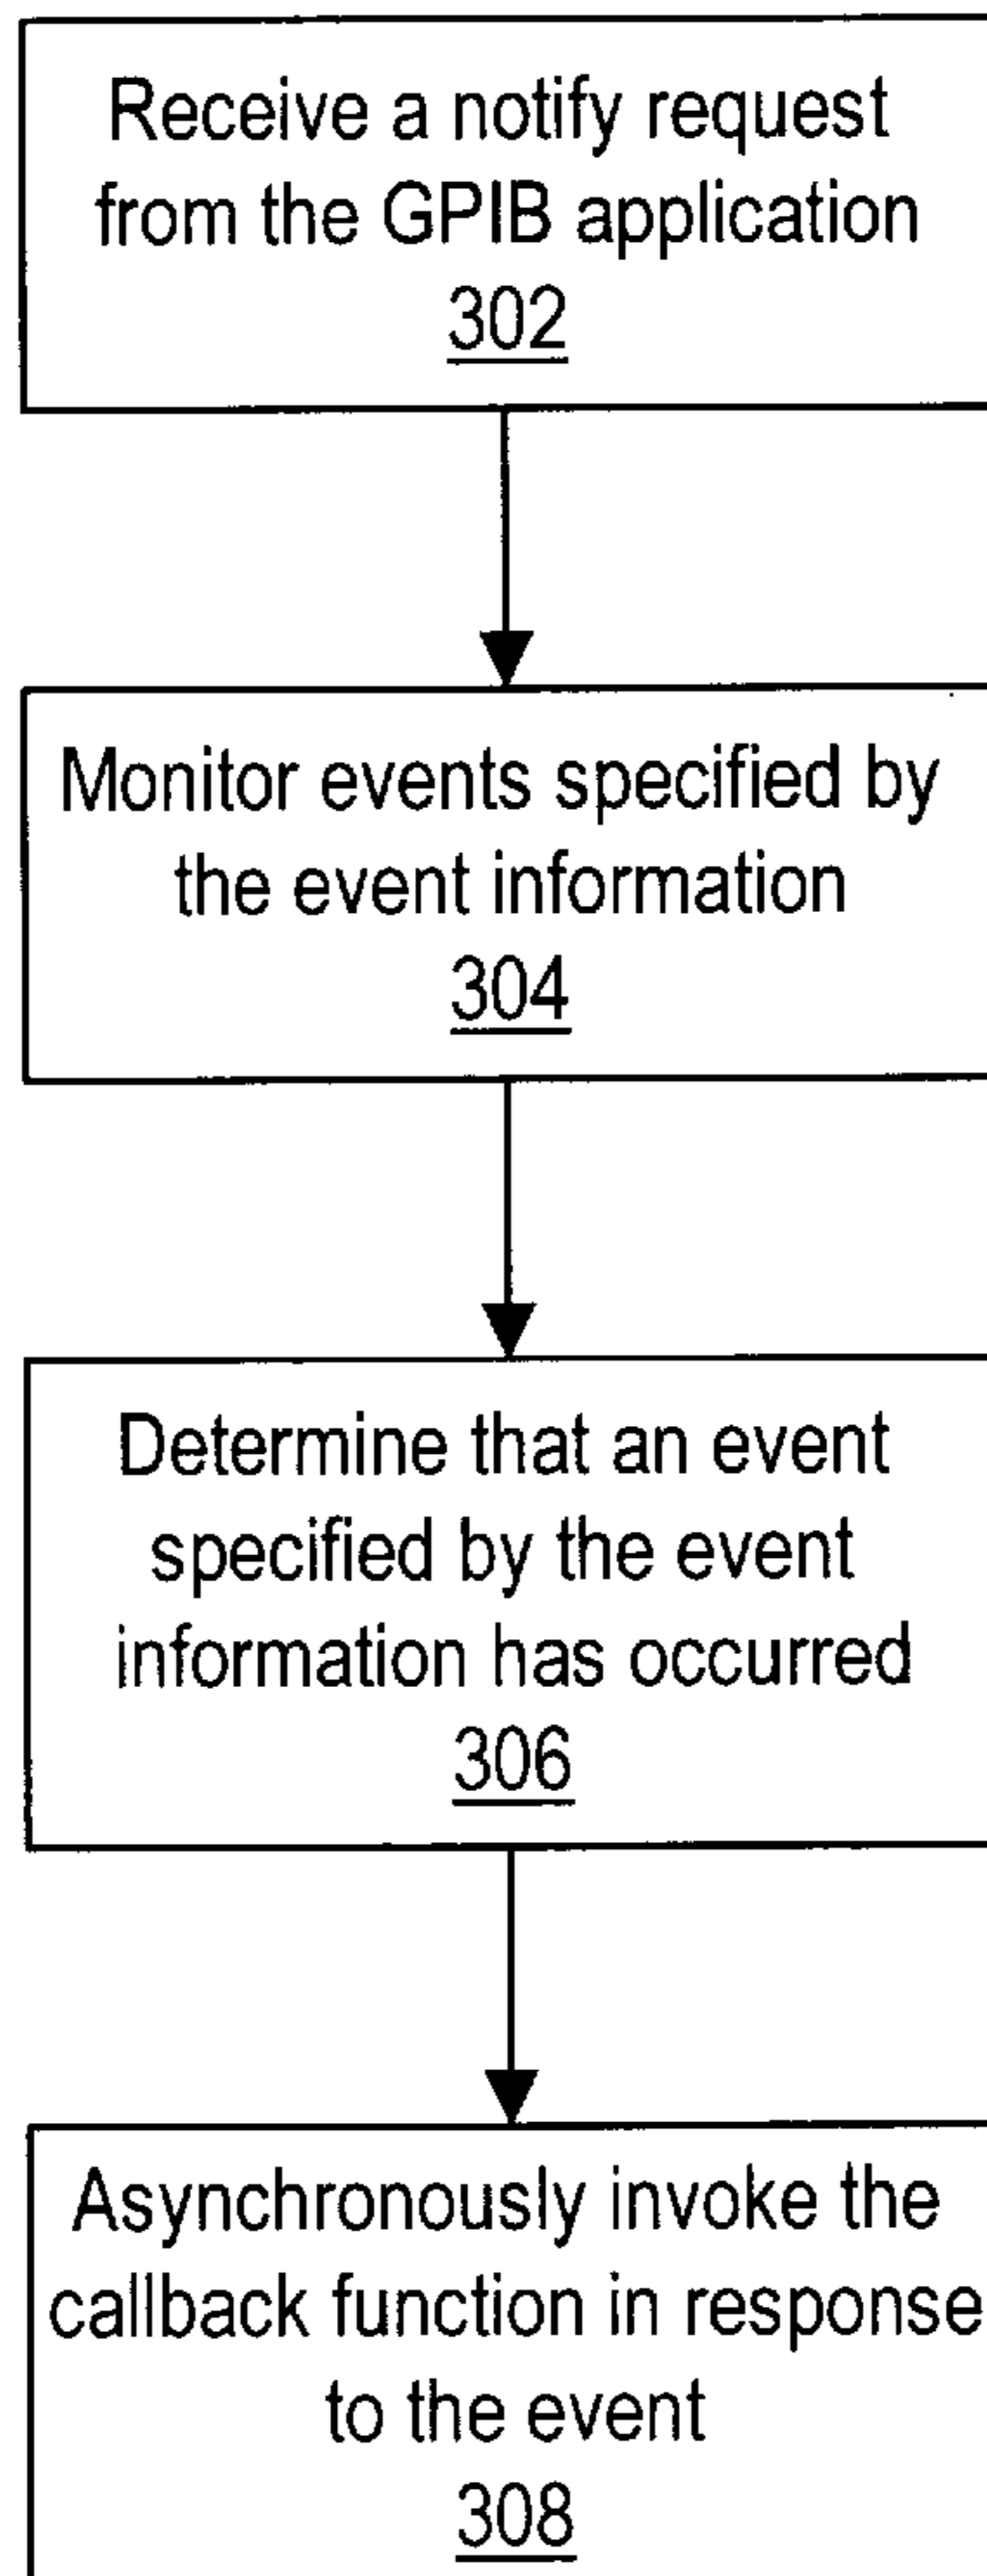 Receive a notify request
from the GPIB application
302
Monitor events specified by
the event information
304
Determine that an event
specified by the event
information has occurred
306
Asynchronously invoke the
callback function in response
to the event
308